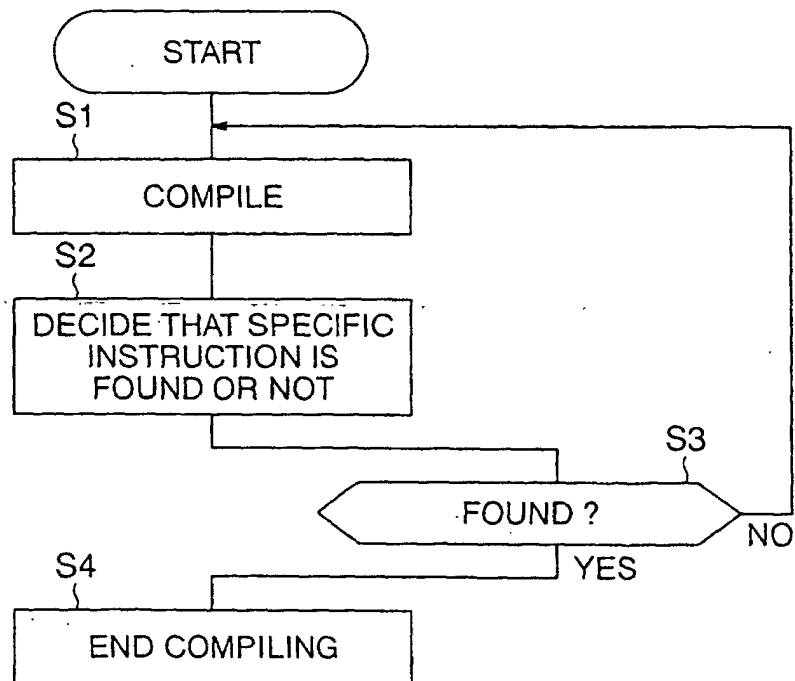 START
S1
COMPILE
S2
DECIDE THAT SPECIFIC
INSTRUCTION IS
FOUND OR NOT
S3
FOUND ?
NO
YES
S4
END COMPILING